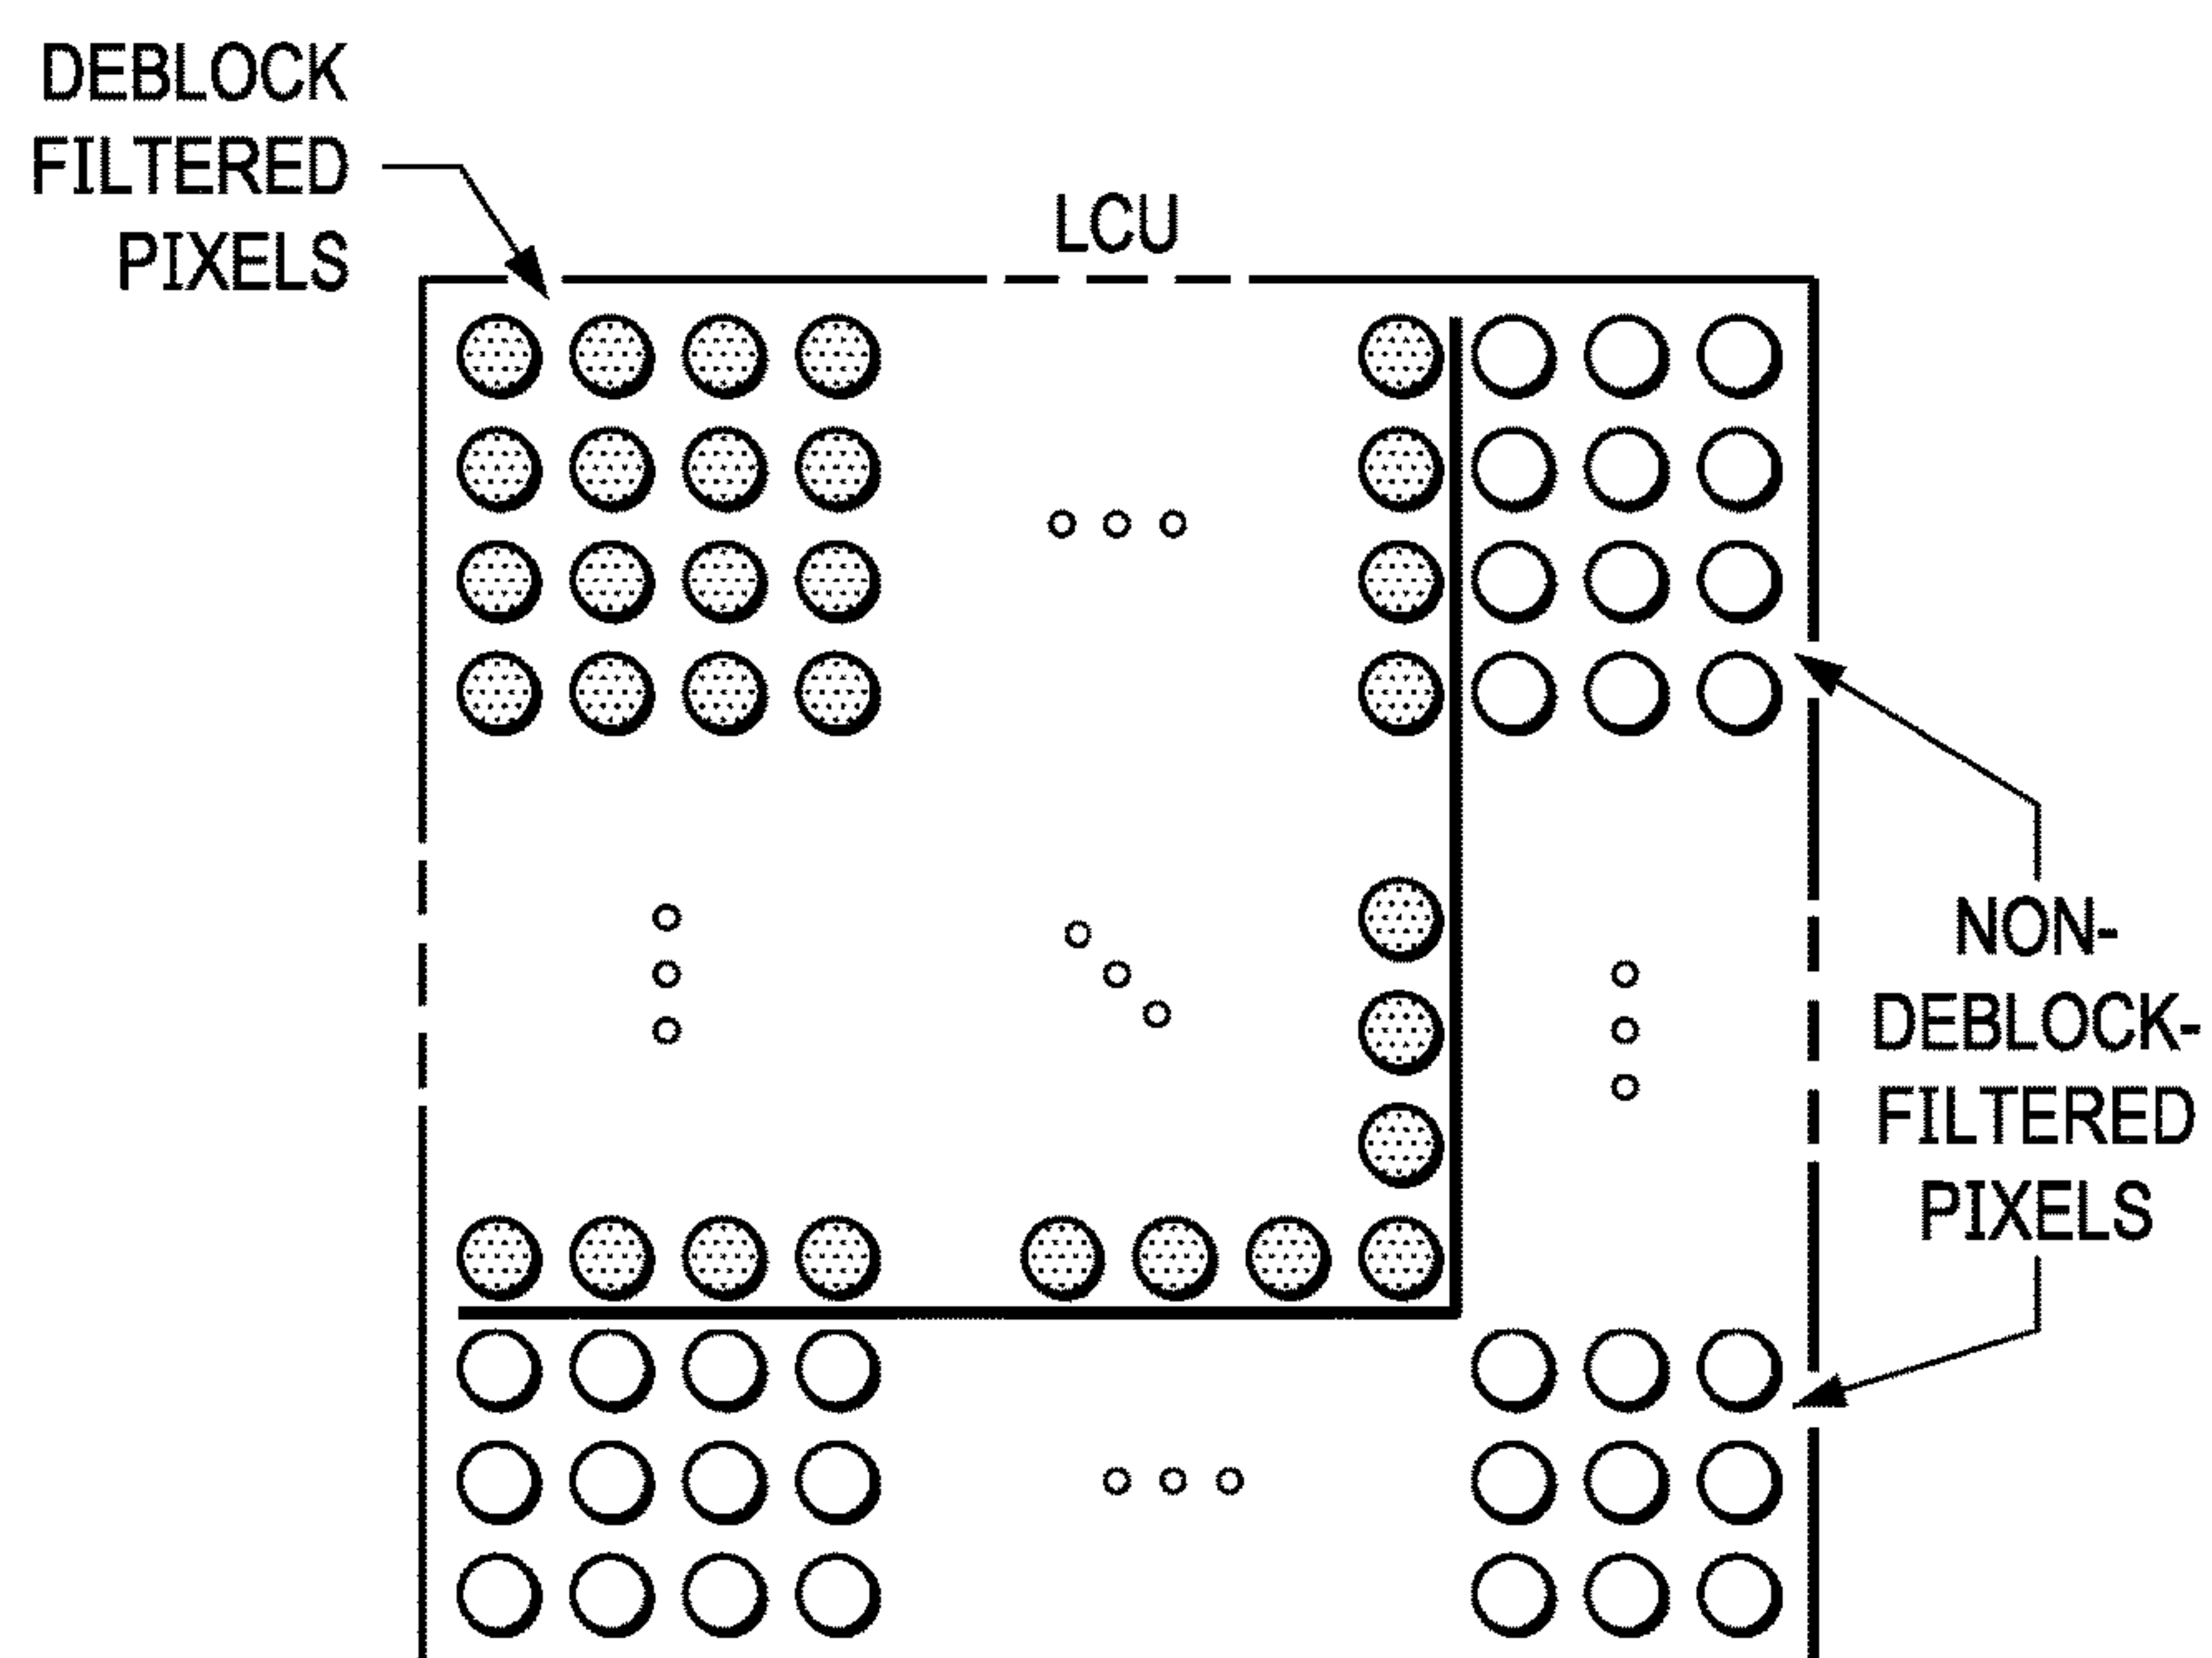 DEBLOCK
FILTERED
PIXELS
LCU
NON-
DEBLOCK-
FILTERED
PIXELS